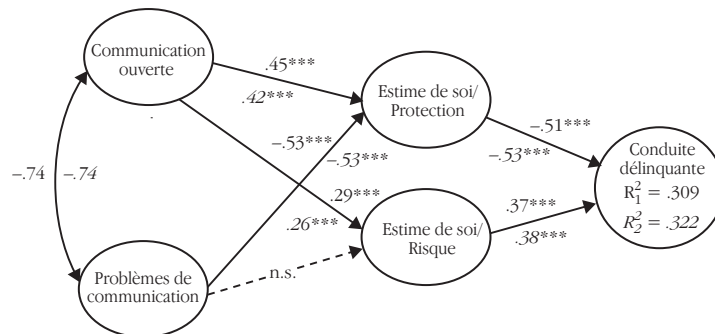 Communication
ouverte
.45***
.42***
Estime de soi/
Protection
–.51***
–.53***
–.53***
–.53***
Conduite
délinquante
R₁² = .309
R₂² = .322
–.74 –.74
.29***
.26***
Estime de soi/
Risque
.37***
.38***
n.s.
Problèmes de
communication